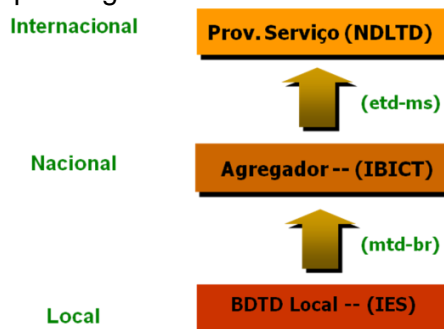 Internacional
Prov. Serviço (NDLTD)
(etd-ms)
Nacional
Agregador -- (IBICT)
(mtd-br)
BDTD Local -- (IES)
Local